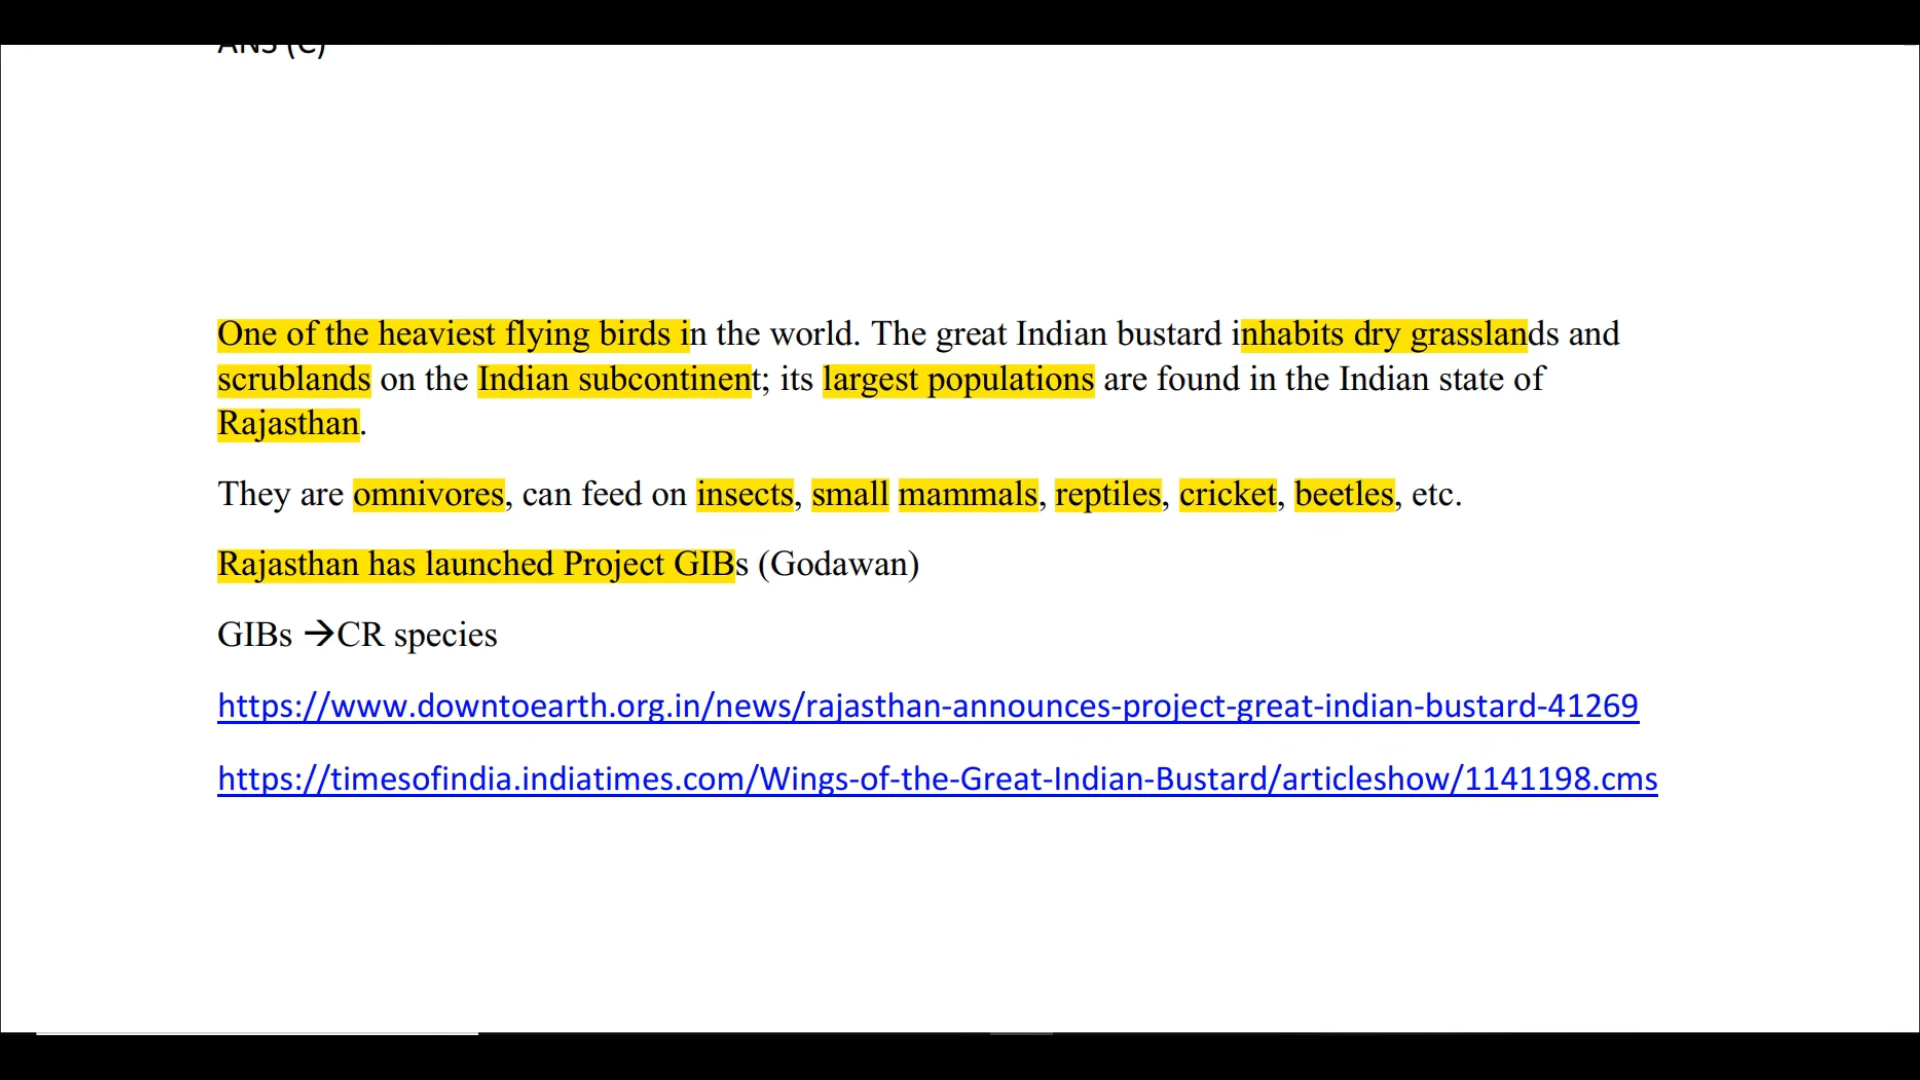 ANS (C)
One of the heaviest flying birds in the world. The great Indian bustard inhabits dry grasslands and
scrublands on the Indian subcontinent; its largest populations are found in the Indian state of
Rajasthan.
They are omnivores, can feed on insects, small mammals, reptiles, cricket, beetles, etc.
Rajasthan has launched Project GIBs (Godawan)
GIBs →CR species
https://www.downtoearth.org.in/news/rajasthan-announces-project-great-indian-bustard-41269
https://timesofindia.indiatimes.com/Wings-of-the-Great-Indian-Bustard/articleshow/1141198.cms